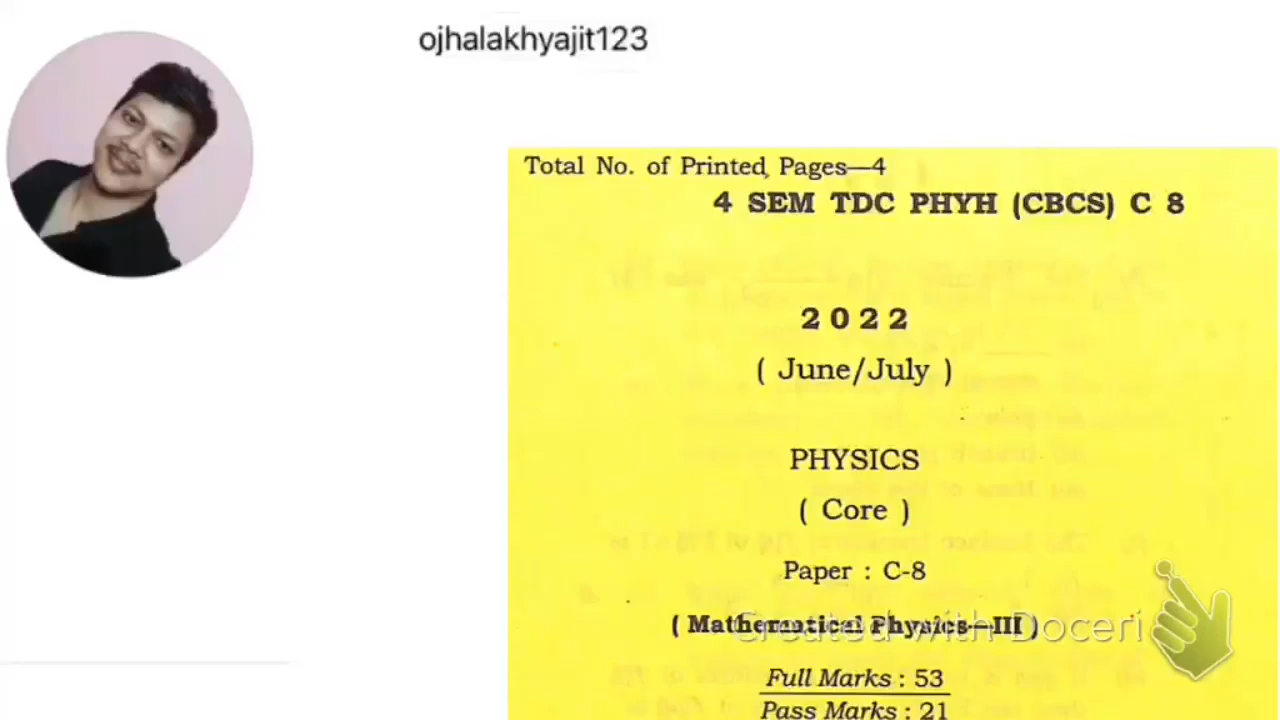 ojhalakhyajit123
Total No. of Printed Pages—4
4 SEM TDC PHYH (CBCS) C 8
2022
( June/July )
PHYSICS
( Core )
Paper : C-8
( Mathematical Physics—III )
Created with Doceri
Full Marks : 53
Pass Marks : 21